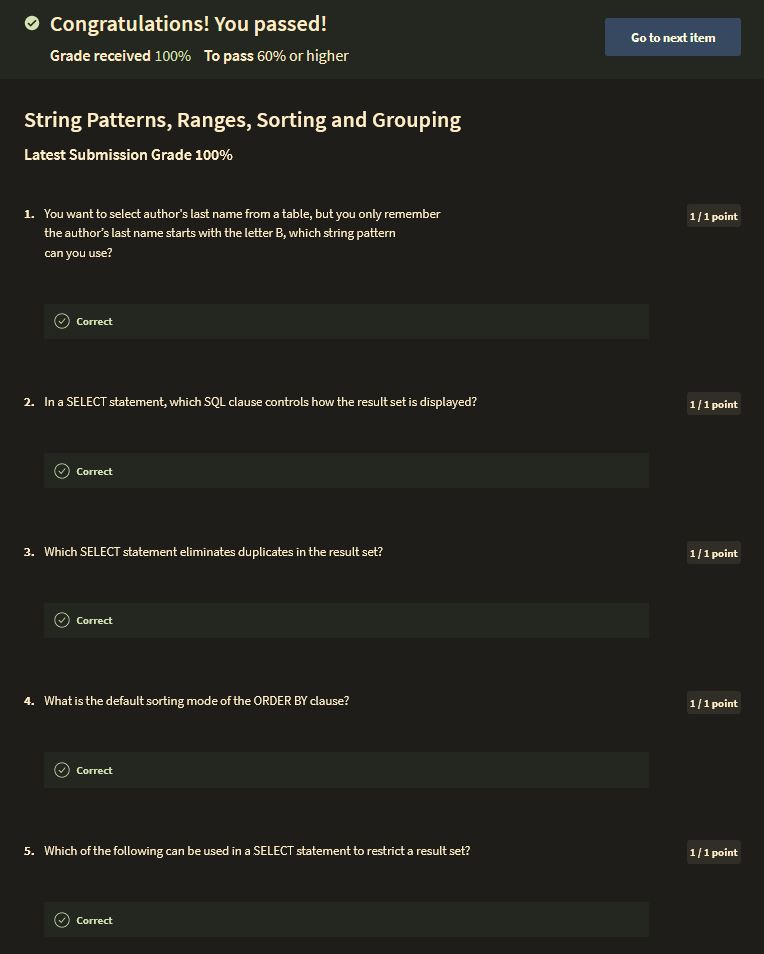 Congratulations! You passed!
Go to next item
Grade received 100% To pass 60% or higher
String Patterns, Ranges, Sorting and Grouping
Latest Submission Grade 100%
1. You want to select author's last name from a table, but you only remember
1 / 1 point
the author's last name starts with the letter B, which string pattern
can you use?
Correct
2. In a SELECT statement, which SQL clause controls how the result set is displayed?
1 / 1 point
Correct
3. Which SELECT statement eliminates duplicates in the result set?
1 / 1 point
Correct
4. What is the default sorting mode of the ORDER BY clause?
1 / 1 point
Correct
5. Which of the following can be used in a SELECT statement to restrict a result set?
1 / 1 point
Correct